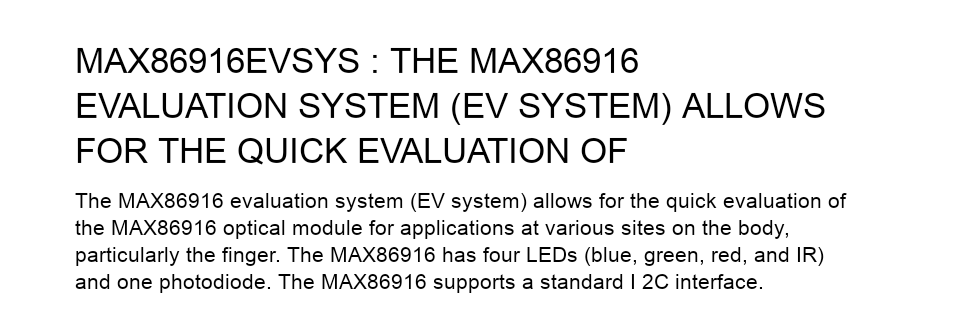 MAX86916EVSYS : THE MAX86916
EVALUATION SYSTEM (EV SYSTEM) ALLOWS
FOR THE QUICK EVALUATION OF
The MAX86916 evaluation system (EV system) allows for the quick evaluation of
the MAX86916 optical module for applications at various sites on the body,
particularly the finger. The MAX86916 has four LEDs (blue, green, red, and IR)
and one photodiode. The MAX86916 supports a standard I 2C interface.